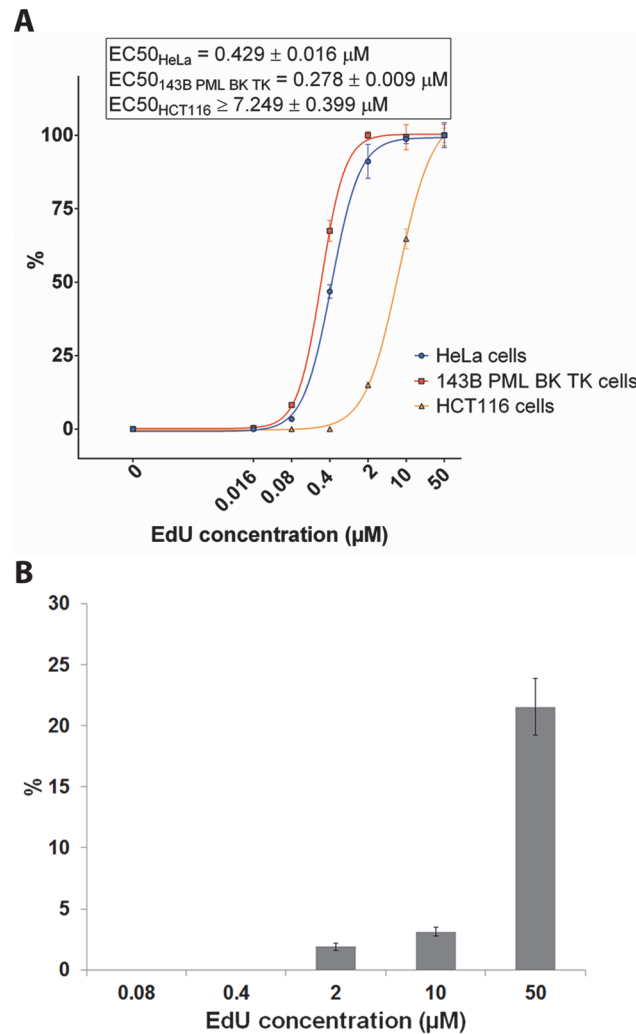 A
EC50HeLa = 0.429 ± 0.016 µM
EC50143B PML BK TK = 0.278 ± 0.009 µM
EC50HCT116 ≥ 7.249 ± 0.399 µM
100
75
50
25
0
%
HeLa cells
143B PML BK TK cells
HCT116 cells
0 0.016 0.08 0.4 2 10 50
EdU concentration (µM)
B
30
25
20
15
10
5
0
%
0.08 0.4 2 10 50
EdU concentration (µM)